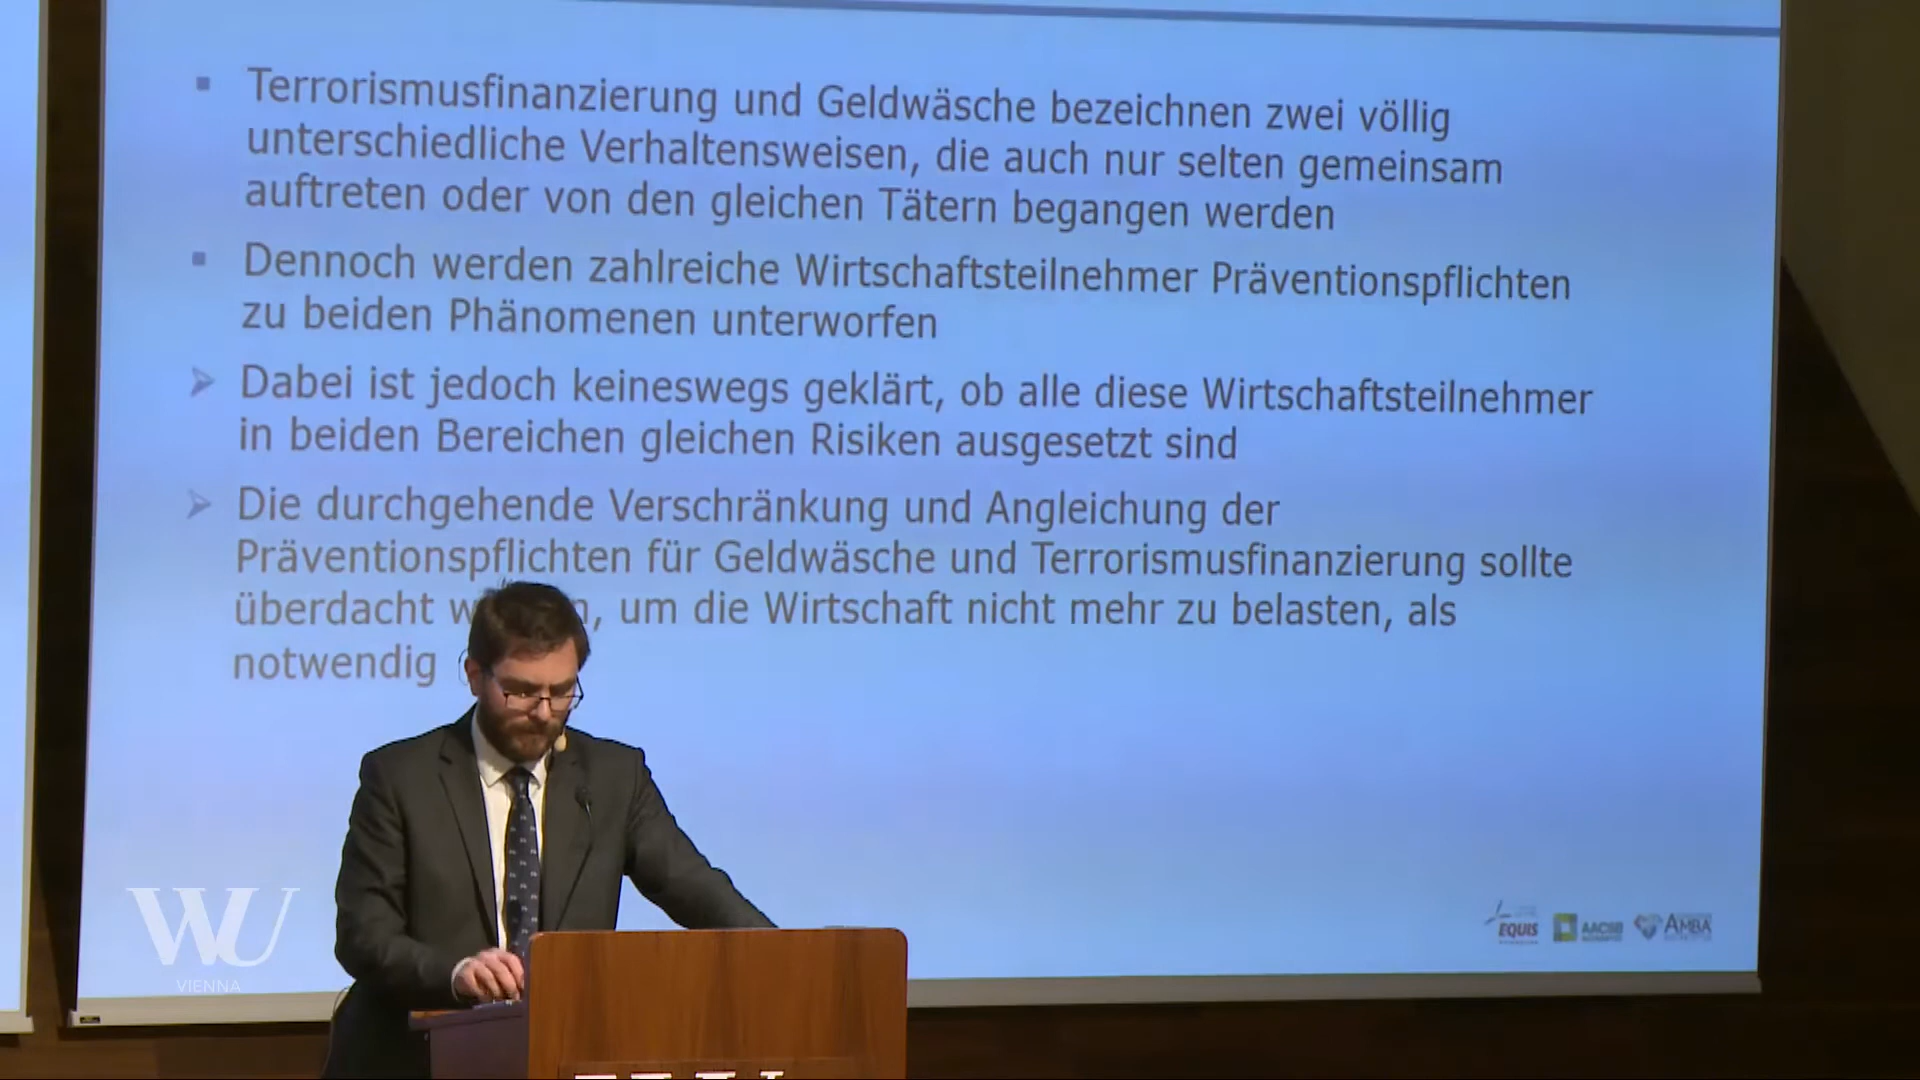 Terrorismusfinanzierung und Geldwäsche bezeichnen zwei völlig
unterschiedliche Verhaltensweisen, die auch nur selten gemeinsam
auftreten oder von den gleichen Tätern begangen werden
Dennoch werden zahlreiche Wirtschaftsteilnehmer Präventionspflichten
zu beiden Phänomenen unterworfen
Dabei ist jedoch keineswegs geklärt, ob alle diese Wirtschaftsteilnehmer
in beiden Bereichen gleichen Risiken ausgesetzt sind
Die durchgehende Verschränkung und Angleichung der
Präventionspflichten für Geldwäsche und Terrorismusfinanzierung sollte
überdacht , um die Wirtschaft nicht mehr zu belasten, als
notwendig
WU
VIENNA
EQUIS
AACSB
AMBA